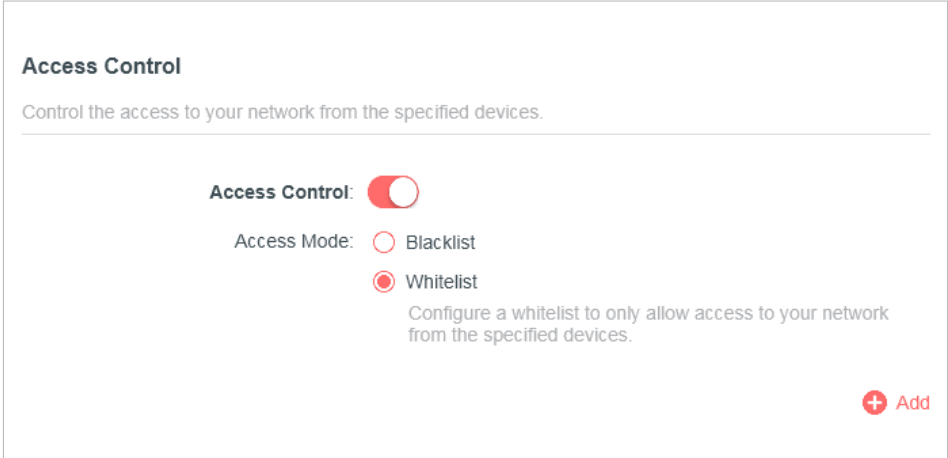 Access Control
Control the access to your network from the specified devices.
Access Control:
Access Mode: Blacklist
Whitelist
Configure a whitelist to only allow access to your network
from the specified devices.
Add